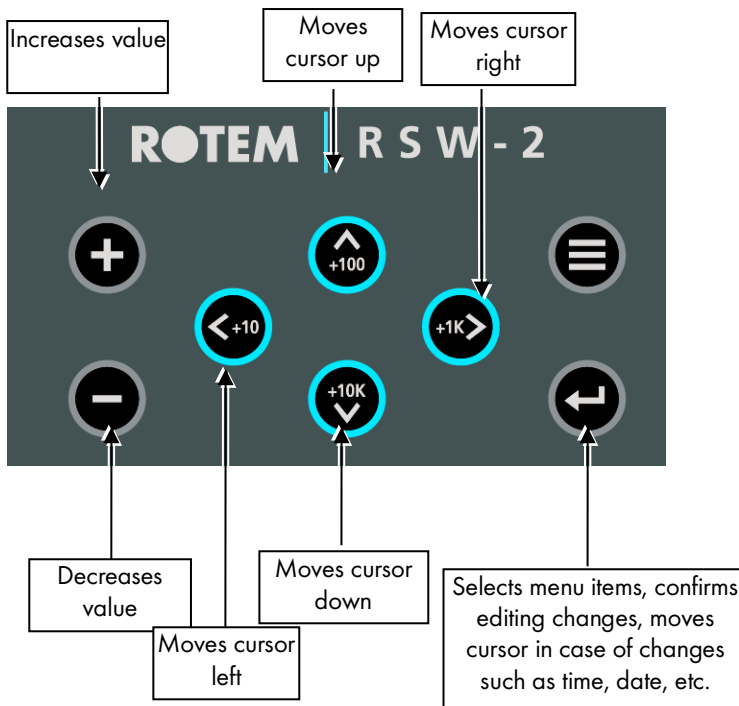 Increases value
Moves
cursor up
Moves cursor
right
ROTEM RSW-2
+100
+10
+1K
+10K
Decreases
value
Moves cursor
left
Moves cursor
down
Selects menu items, confirms
editing changes, moves
cursor in case of changes
such as time, date, etc.